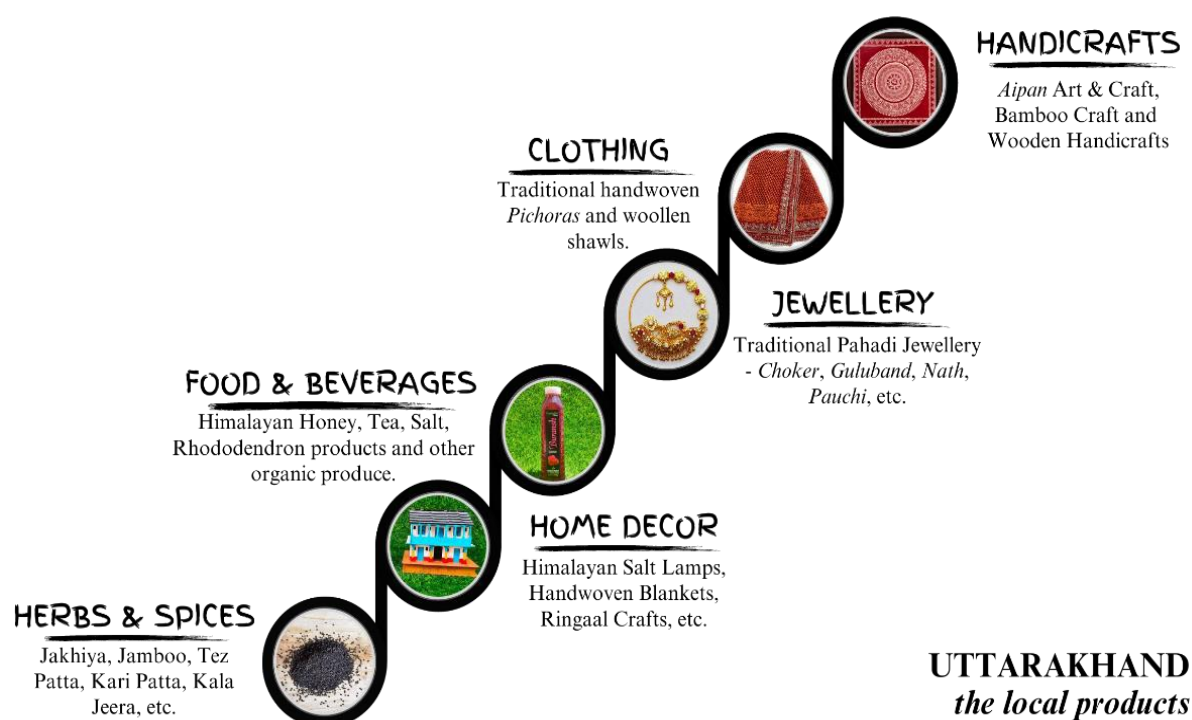 HANDICRAFTS
Aipan Art & Craft,
Bamboo Craft and
Wooden Handicrafts
CLOTHING
Traditional handwoven
Pichoras and woollen
shawls.
JEWELLERY
Traditional Pahadi Jewellery
- Choker, Guluband, Nath,
Pauchi, etc.
FOOD & BEVERAGES
Himalayan Honey, Tea, Salt,
Rhododendron products and other
organic produce.
Buransh
HOME DECOR
Himalayan Salt Lamps,
Handwoven Blankets,
Ringaal Crafts, etc.
HERBS & SPICES
Jakhiya, Jamboo, Tez
Patta, Kari Patta, Kala
Jeera, etc.
UTTARAKHAND
the local products